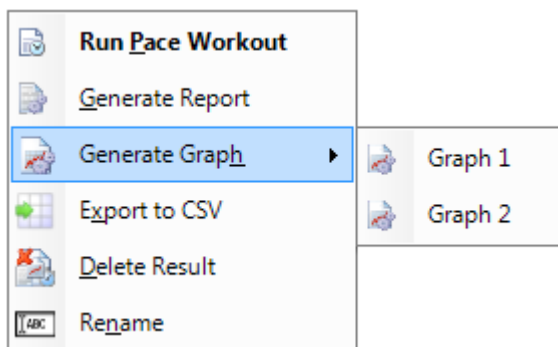 Run Pace Workout
Generate Report
Generate Graph
Graph 1
Graph 2
Export to CSV
Delete Result
ABC
Rename